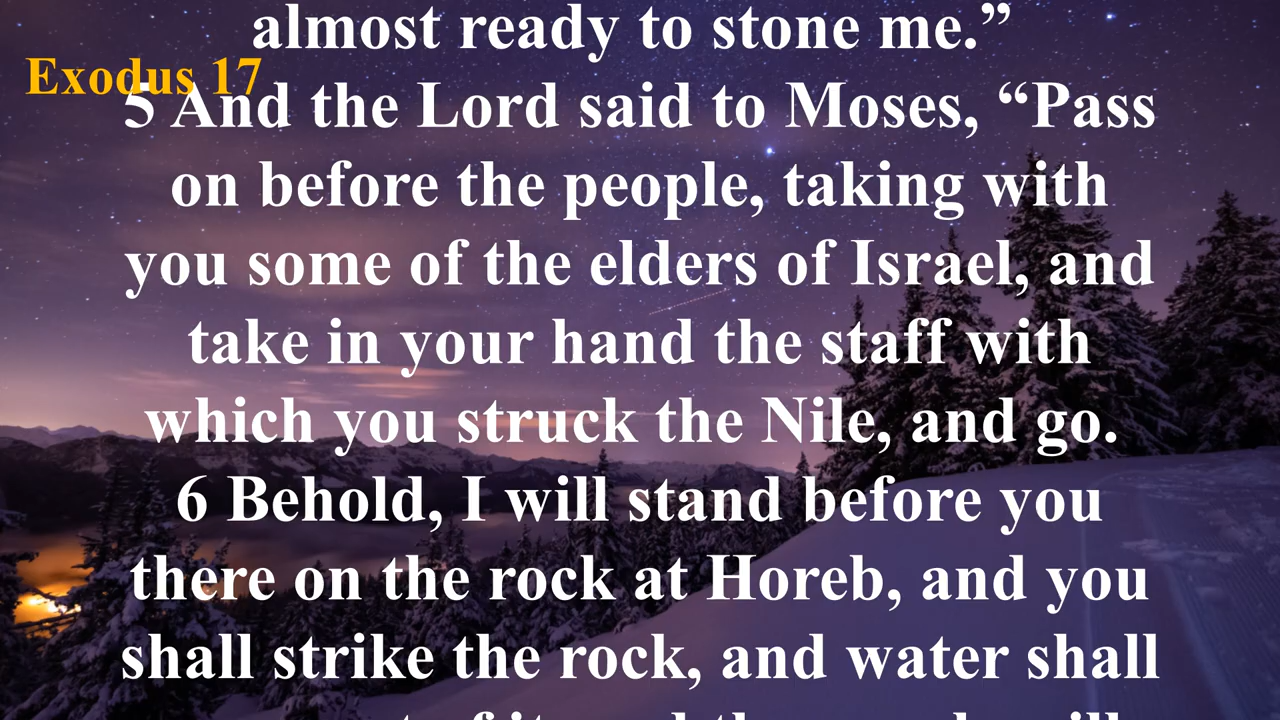 almost ready to stone me.”
Exodus 17
5 And the Lord said to Moses, “Pass
on before the people, taking with
you some of the elders of Israel, and
take in your hand the staff with
which you struck the Nile, and go.
6 Behold, I will stand before you
there on the rock at Horeb, and you
shall strike the rock, and water shall